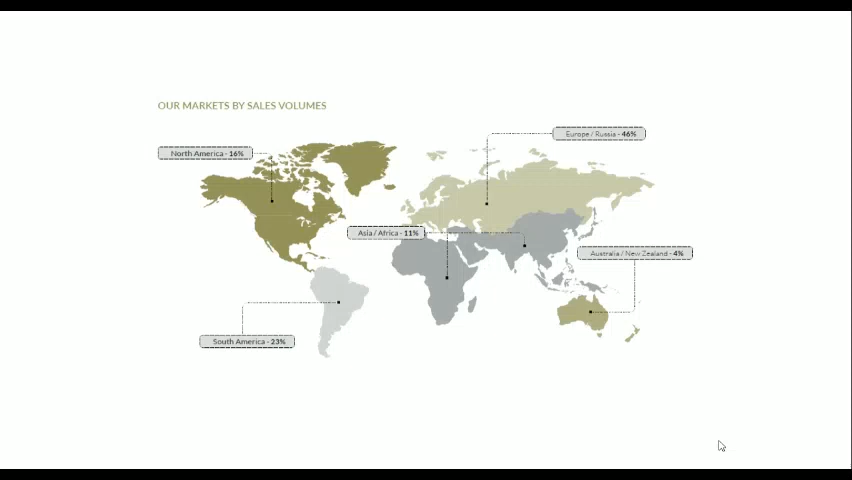 OUR MARKETS BY SALES VOLUMES
Europe / Russia - 46%
North America - 16%
Asia / Africa - 11%
Australia / New Zealand - 4%
South America - 23%